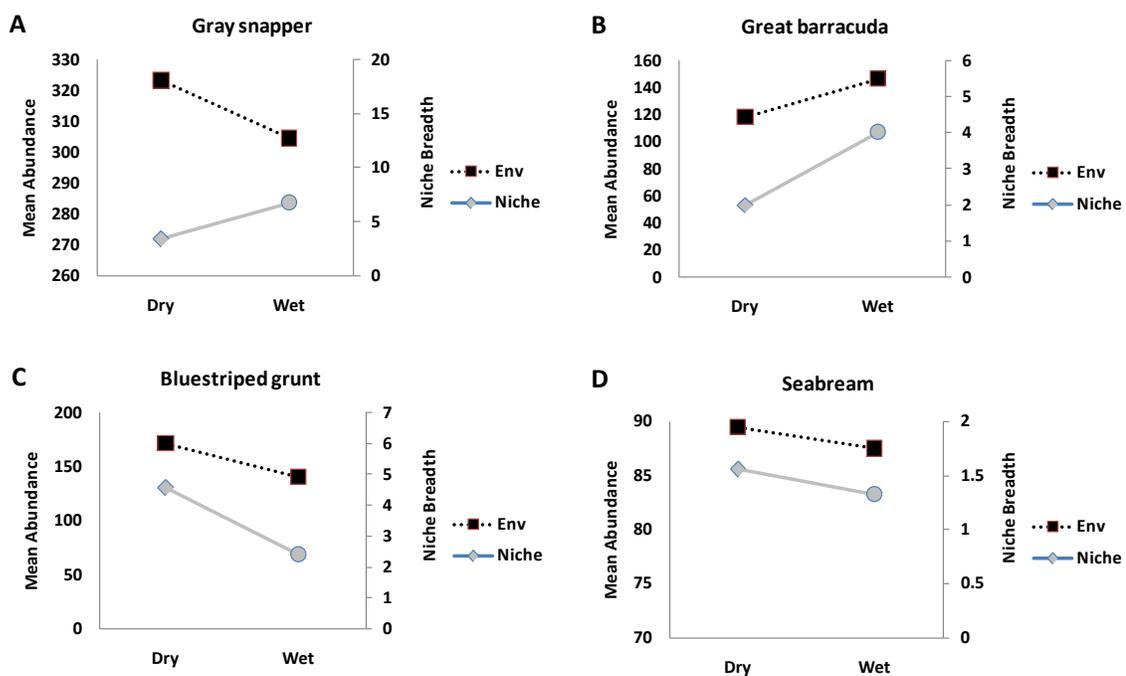 A
Gray snapper
330
320
310
300
290
280
270
260
Mean Abundance
20
15
10
5
0
Niche Breadth
Env
Niche
Dry Wet
B
Great barracuda
160
140
120
100
80
60
40
20
0
Mean Abundance
6
5
4
3
2
1
0
Niche Breadth
Env
Niche
Dry Wet
C
Bluestriped grunt
200
150
100
50
0
Mean Abundance
7
6
5
4
3
2
1
0
Niche Breadth
Env
Niche
Dry Wet
D
Seabream
90
85
80
75
70
Mean Abundance
2
1.5
1
0.5
0
Niche Breadth
Env
Niche
Dry Wet